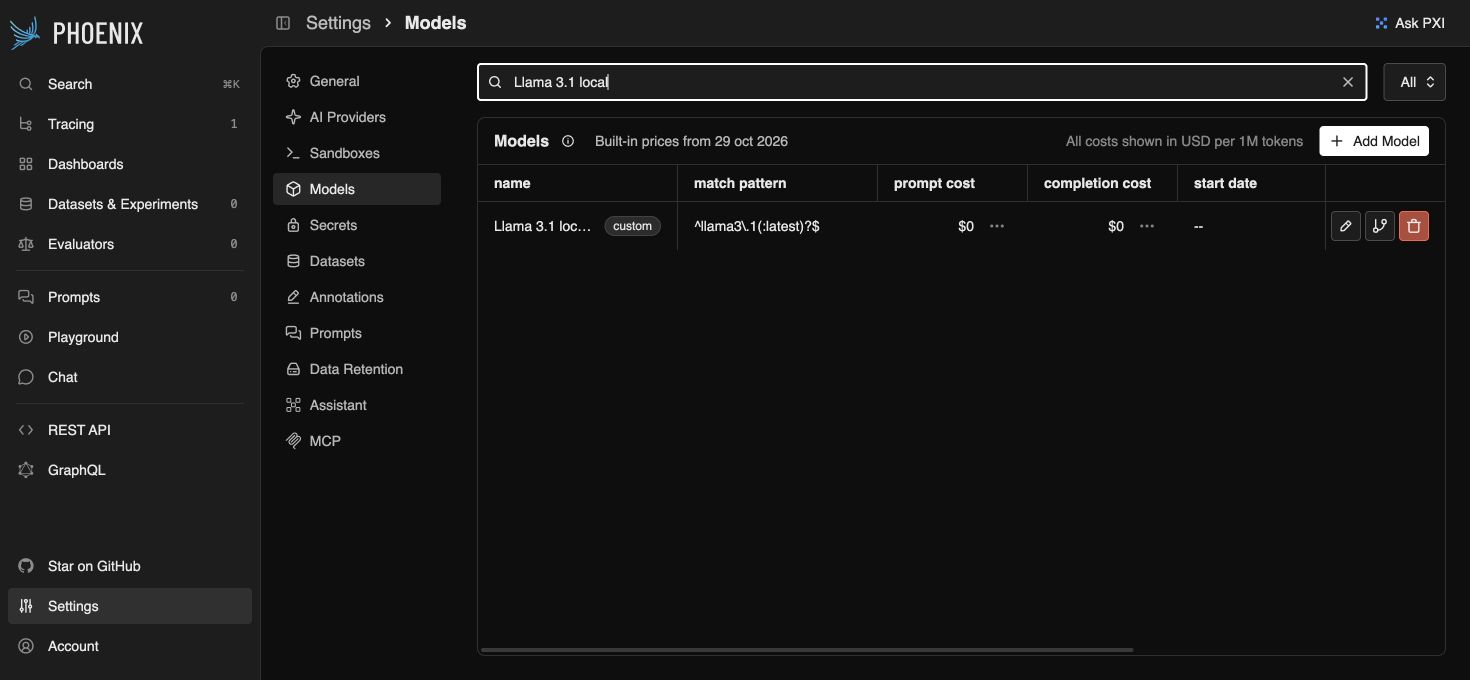 PHOENIX
Settings › Models
Ask PXI
Search ⌘K
Tracing 1
Dashboards
Datasets & Experiments 0
Evaluators 0
Prompts 0
Playground
Chat
REST API
GraphQL
Star on GitHub
Settings
Account
General
AI Providers
Sandboxes
Models
Secrets
Datasets
Annotations
Prompts
Data Retention
Assistant
MCP
Llama 3.1 local
All
Models Built-in prices from 29 oct 2026 All costs shown in USD per 1M tokens + Add Model
name match pattern prompt cost completion cost start date
Llama 3.1 loc... custom ^llama3\.1(:latest)?$ $0 ··· $0 ··· --